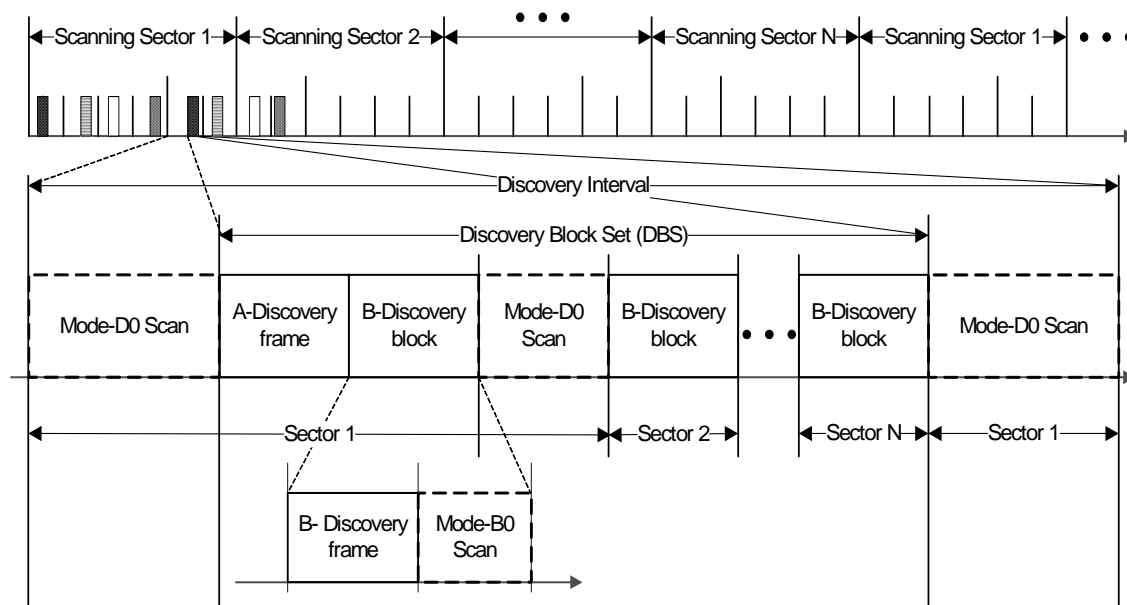 Scanning Sector 1
Scanning Sector 2
Scanning Sector N
Scanning Sector 1
Discovery Interval
Discovery Block Set (DBS)
Mode-D0 Scan
A-Discovery
frame
B-Discovery
block
Mode-D0
Scan
B-Discovery
block
B-Discovery
block
Mode-D0 Scan
Sector 1
Sector 2
Sector N
Sector 1
B- Discovery
frame
Mode-B0
Scan